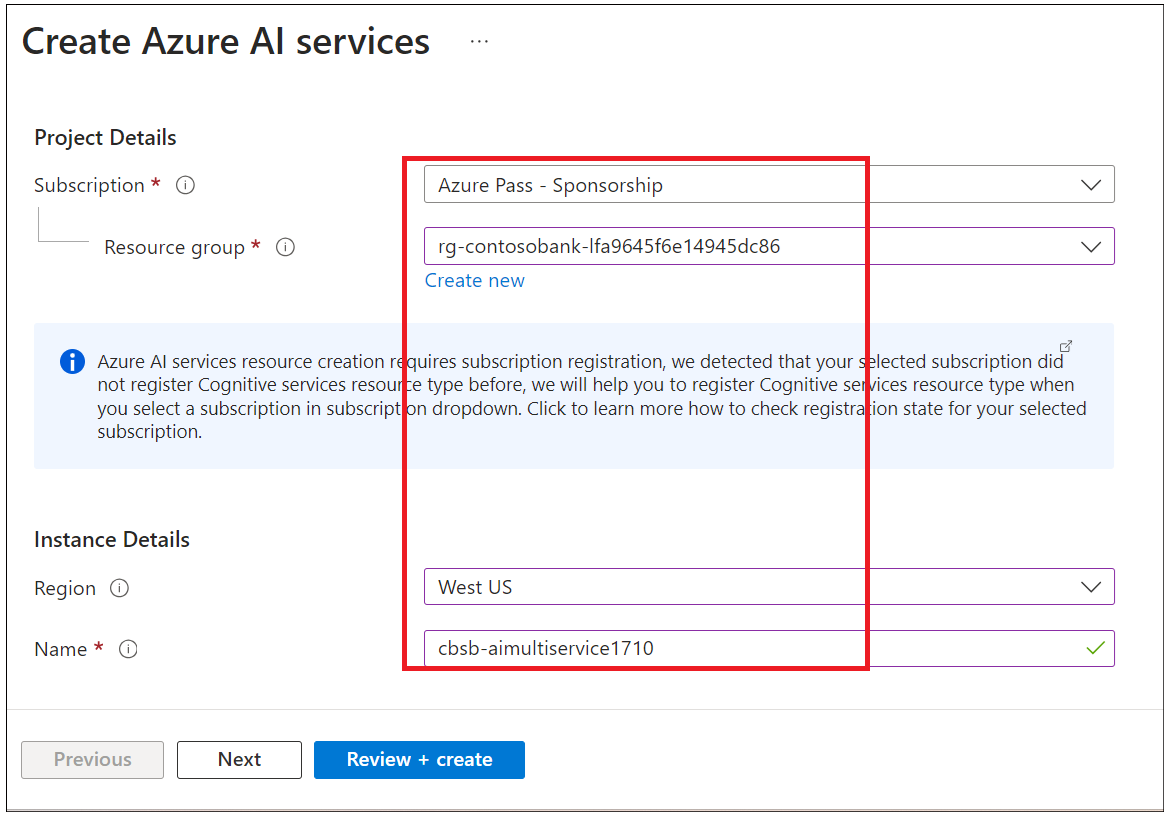 Create Azure AI services ...
Project Details
Subscription *
Azure Pass - Sponsorship
Resource group *
rg-contosobank-lfa9645f6e14945dc86
Create new
Azure AI services resource creation requires subscription registration, we detected that your selected subscription did
not register Cognitive services resource type before, we will help you to register Cognitive services resource type when
you select a subscription in subscription dropdown. Click to learn more how to check registration state for your selected
subscription.
Instance Details
Region
West US
Name *
cbsb-aimultiservice1710
Previous
Next
Review + create